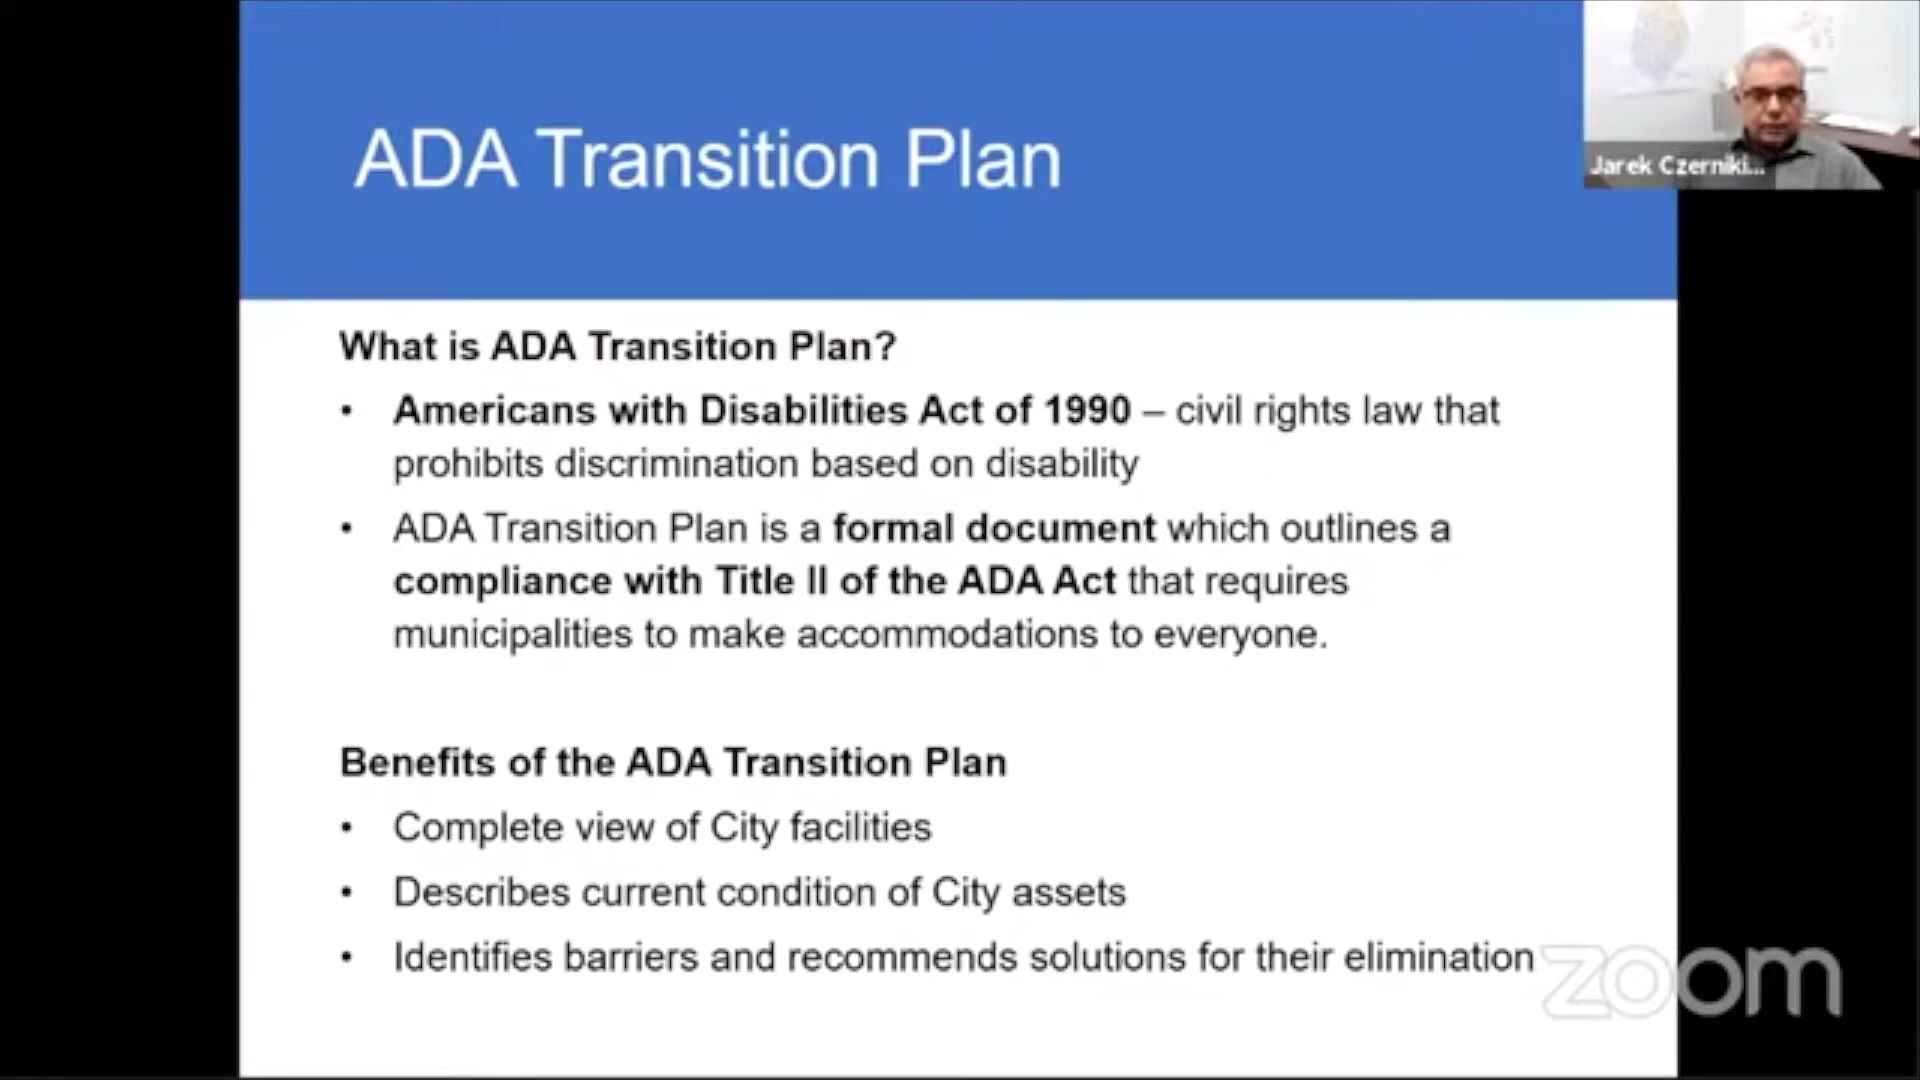 ADA Transition Plan
Jarek Czerniki...
What is ADA Transition Plan?
• Americans with Disabilities Act of 1990 – civil rights law that
prohibits discrimination based on disability
• ADA Transition Plan is a formal document which outlines a
compliance with Title II of the ADA Act that requires
municipalities to make accommodations to everyone.
Benefits of the ADA Transition Plan
• Complete view of City facilities
• Describes current condition of City assets
• Identifies barriers and recommends solutions for their elimination
zoom